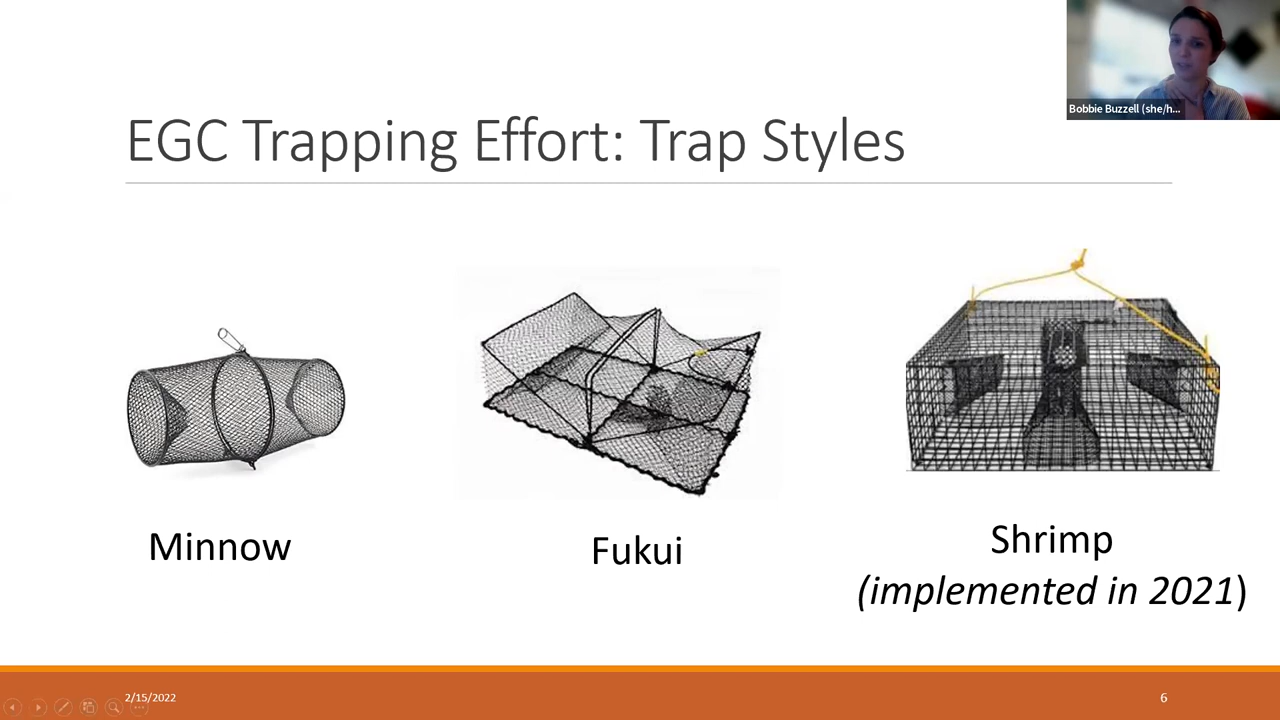 Bobbie Buzzell (she/h...
EGC Trapping Effort: Trap Styles
Minnow
Fukui
Shrimp
(implemented in 2021)
2/15/2022
6